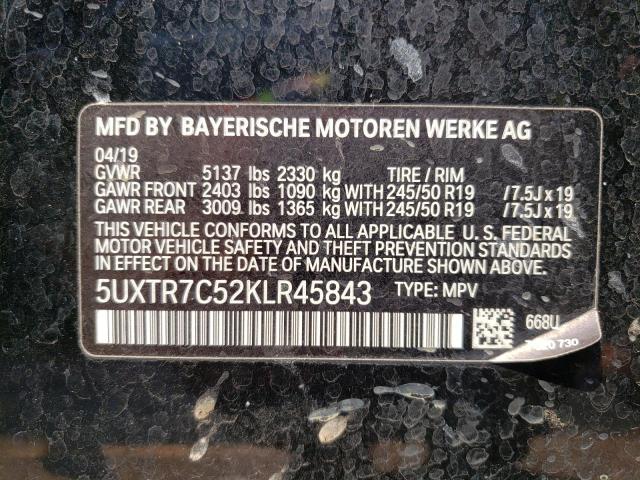 MFD BY BAYERISCHE MOTOREN WERKE AG
04/19
GVWR 5137 lbs 2330 kg TIRE / RIM
GAWR FRONT 2403 lbs 1090 kg WITH 245/50 R19 /7.5J x 19
GAWR REAR 3009 lbs 1365 kg WITH 245/50 R19 /7.5J x 19
THIS VEHICLE CONFORMS TO ALL APPLICABLE U. S. FEDERAL
MOTOR VEHICLE SAFETY AND THEFT PREVENTION STANDARDS
IN EFFECT ON THE DATE OF MANUFACTURE SHOWN ABOVE.
5UXTR7C52KLR45843 TYPE: MPV
668U
730